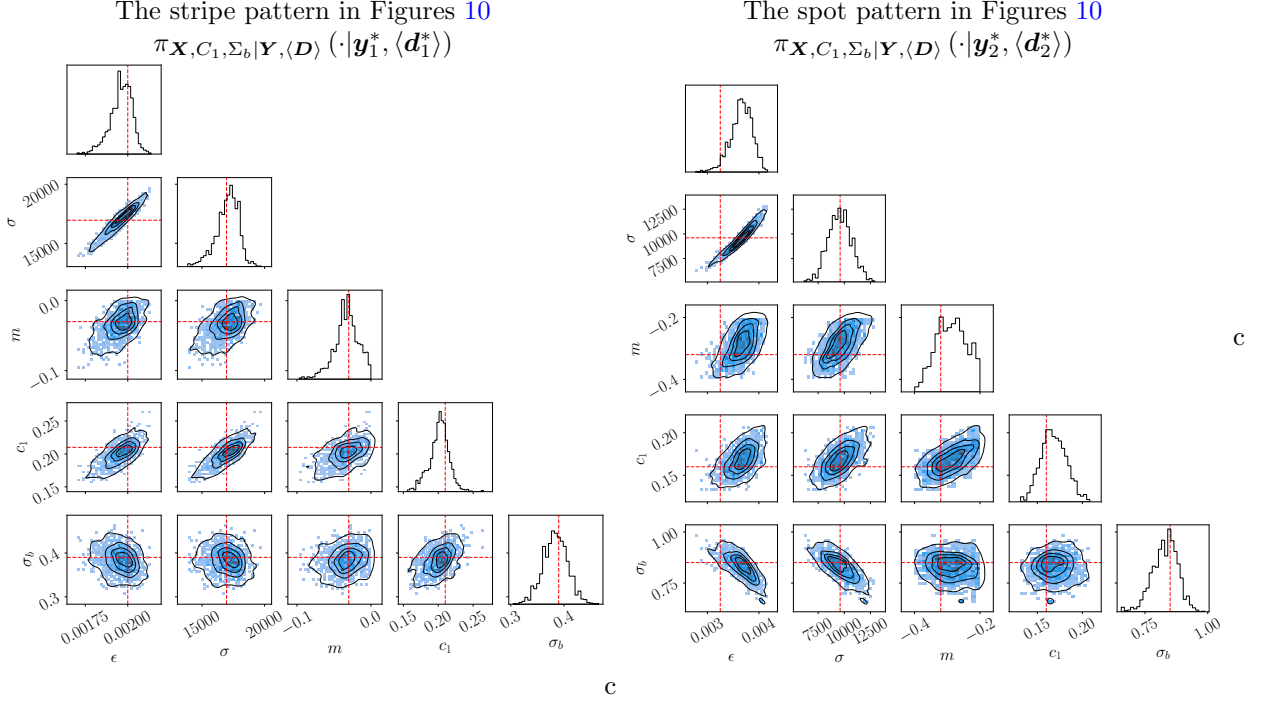 The stripe pattern in Figures 10
π_{X,C_1,Σ_b|Y,⟨D⟩}(·|y_1^*, ⟨d_1^*⟩)
20000
σ
15000
0.0
m
−0.1
0.25
c_1
0.20
0.15
0.4
σ_b
0.3
0.00175
0.00200
15000
20000
−0.1
0.0
0.15
0.20
0.25
0.3
0.4
ϵ
σ
m
c_1
σ_b
c
The spot pattern in Figures 10
π_{X,C_1,Σ_b|Y,⟨D⟩}(·|y_2^*, ⟨d_2^*⟩)
12500
σ
10000
7500
−0.2
m
−0.4
c
0.20
c_1
0.15
1.00
σ_b
0.75
0.003
0.004
7500
10000
12500
−0.4
−0.2
0.15
0.20
0.75
1.00
ϵ
σ
m
c_1
σ_b